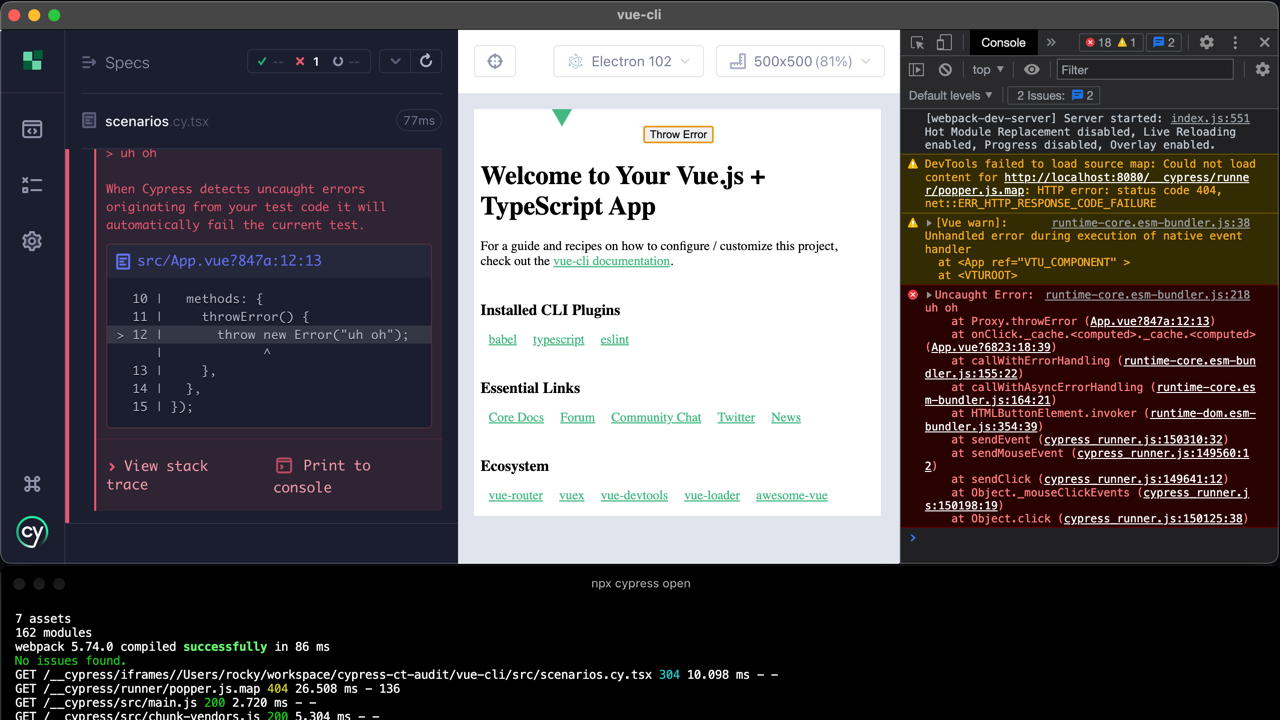 vue-cli
Specs
-- 1 --
scenarios.cy.tsx 77ms
> uh oh
When Cypress detects uncaught errors
originating from your test code it will
automatically fail the current test.
src/App.vue?847a:12:13
10 | methods: {
11 | throwError() {
> 12 | throw new Error("uh oh");
| ^
13 | },
14 | },
15 | });
View stack
trace
Print to
console
cy
Electron 102
500x500 (81%)
Throw Error
Welcome to Your Vue.js +
TypeScript App
For a guide and recipes on how to configure / customize this project,
check out the vue-cli documentation.
Installed CLI Plugins
babel typescript eslint
Essential Links
Core Docs Forum Community Chat Twitter News
Ecosystem
vue-router vuex vue-devtools vue-loader awesome-vue
Console » 18 1 2
top Filter
Default levels 2 Issues: 2
[webpack-dev-server] Server started: index.js:551
Hot Module Replacement disabled, Live Reloading
enabled, Progress disabled, Overlay enabled.
DevTools failed to load source map: Could not load
content for http://localhost:8080/__cypress/runne
r/popper.js.map: HTTP error: status code 404,
net::ERR_HTTP_RESPONSE_CODE_FAILURE
[Vue warn]: runtime-core.esm-bundler.js:38
Unhandled error during execution of native event
handler
at <App ref="VTU_COMPONENT" >
at <VTUROOT>
Uncaught Error: runtime-core.esm-bundler.js:218
uh oh
at Proxy.throwError (App.vue?847a:12:13)
at onClick._cache.<computed>._cache.<computed>
(App.vue?6823:18:39)
at callWithErrorHandling (runtime-core.esm-bun
dler.js:155:22)
at callWithAsyncErrorHandling (runtime-core.es
m-bundler.js:164:21)
at HTMLButtonElement.invoker (runtime-dom.esm-
bundler.js:354:39)
at sendEvent (cypress_runner.js:150310:32)
at sendMouseEvent (cypress_runner.js:149560:1
2)
at sendClick (cypress_runner.js:149641:12)
at Object._mouseClickEvents (cypress_runner.j
s:150198:19)
at Object.click (cypress_runner.js:150125:38)
>
npx cypress open
7 assets
162 modules
webpack 5.74.0 compiled successfully in 86 ms
No issues found.
GET /__cypress/iframes//Users/rocky/workspace/cypress-ct-audit/vue-cli/src/scenarios.cy.tsx 304 10.098 ms - -
GET /__cypress/runner/popper.js.map 404 26.508 ms - 136
GET /__cypress/src/main.js 200 2.720 ms - -
GET /__cypress/src/chunk-vendors.js 200 5.304 ms - -